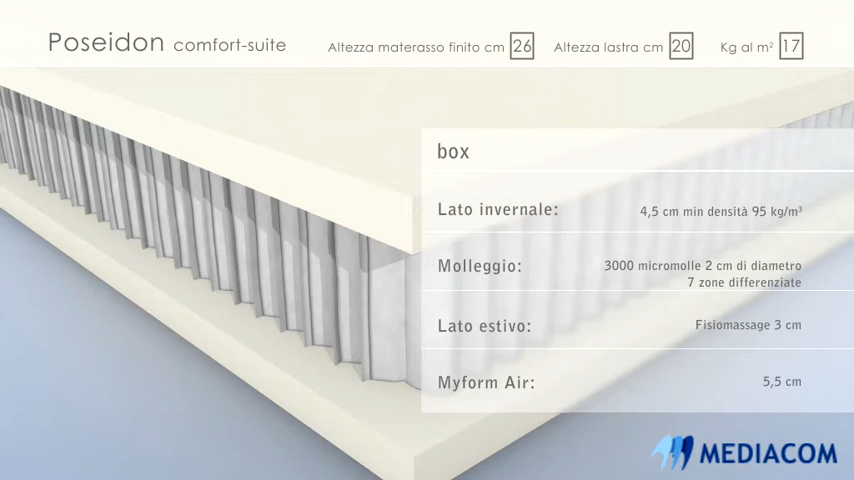 Poseidon comfort-suite Altezza materasso finito cm 26 Altezza lastra cm 20 Kg al m² 17
box
Lato invernale: 4,5 cm min densità 95 kg/m³
Molleggio: 3000 micromolle 2 cm di diametro
7 zone differenziate
Lato estivo: Fisiomassage 3 cm
Myform Air: 5,5 cm
MEDIACOM